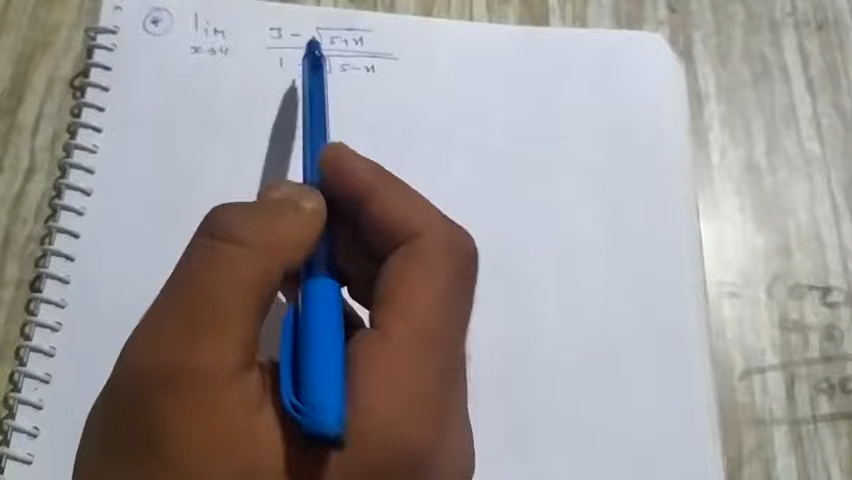 * lim 3 - √5+x
x→4 1 - √5-x